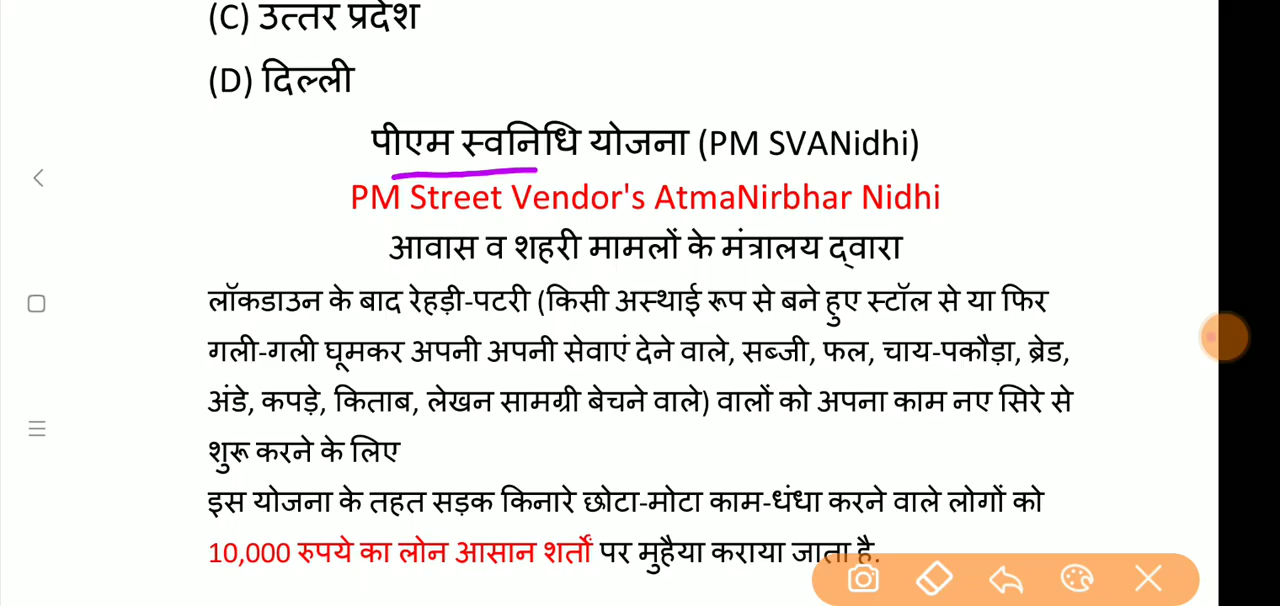 (C) उत्तर प्रदेश
(D) दिल्ली
पीएम स्वनिधि योजना (PM SVANidhi)
PM Street Vendor's AtmaNirbhar Nidhi
आवास व शहरी मामलों के मंत्रालय द्वारा
लॉकडाउन के बाद रेहड़ी-पटरी (किसी अस्थाई रूप से बने हुए स्टॉल से या फिर
गली-गली घूमकर अपनी अपनी सेवाएं देने वाले, सब्जी, फल, चाय-पकौड़ा, ब्रेड,
अंडे, कपड़े, किताब, लेखन सामग्री बेचने वाले) वालों को अपना काम नए सिरे से
शुरू करने के लिए
इस योजना के तहत सड़क किनारे छोटा-मोटा काम-धंधा करने वाले लोगों को
10,000 रुपये का लोन आसान शर्तों पर मुहैया कराया जाता है.